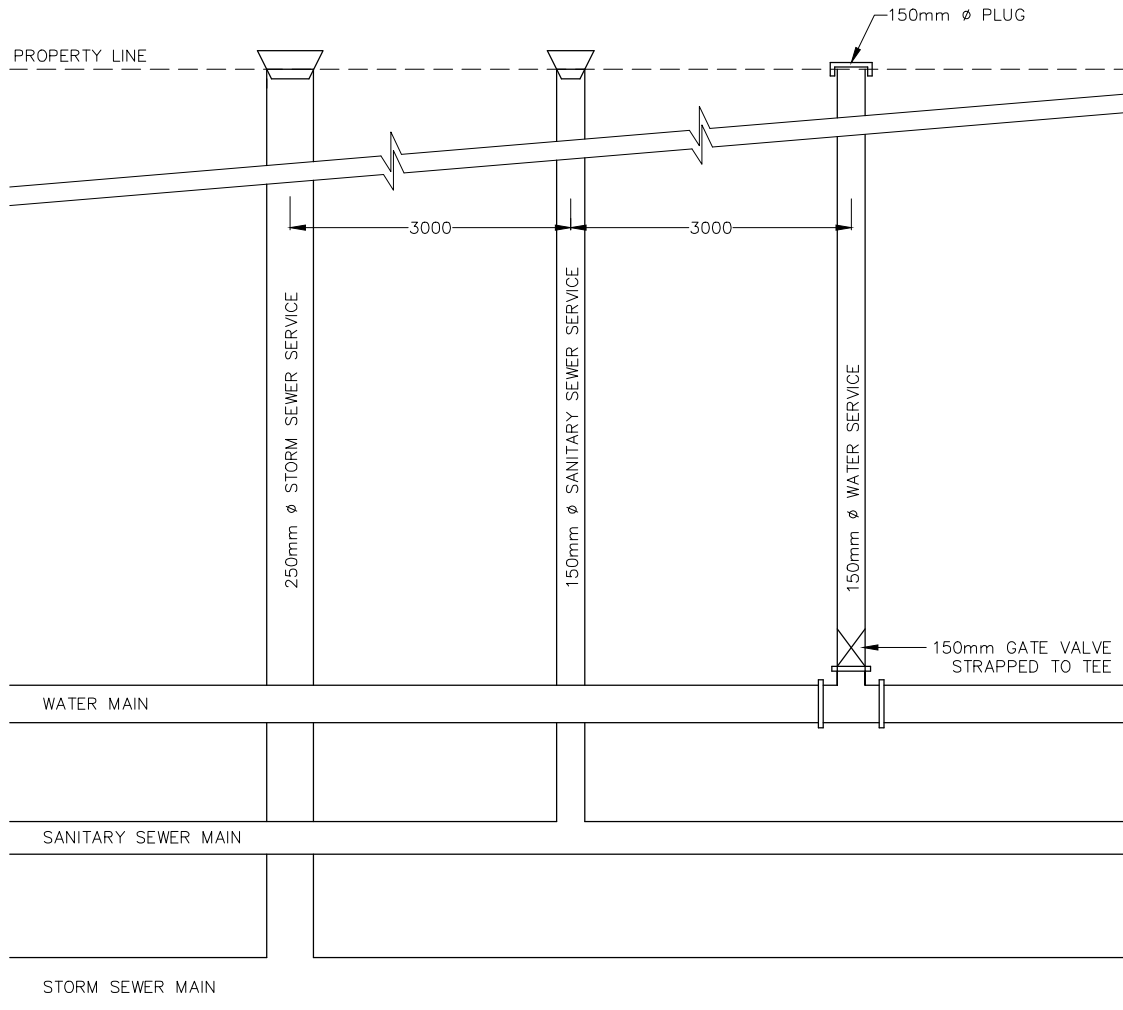 150mm ø PLUG
PROPERTY LINE
3000
3000
250mm ø STORM SEWER SERVICE
150mm ø SANITARY SEWER SERVICE
150mm ø WATER SERVICE
150mm GATE VALVE
STRAPPED TO TEE
WATER MAIN
SANITARY SEWER MAIN
STORM SEWER MAIN